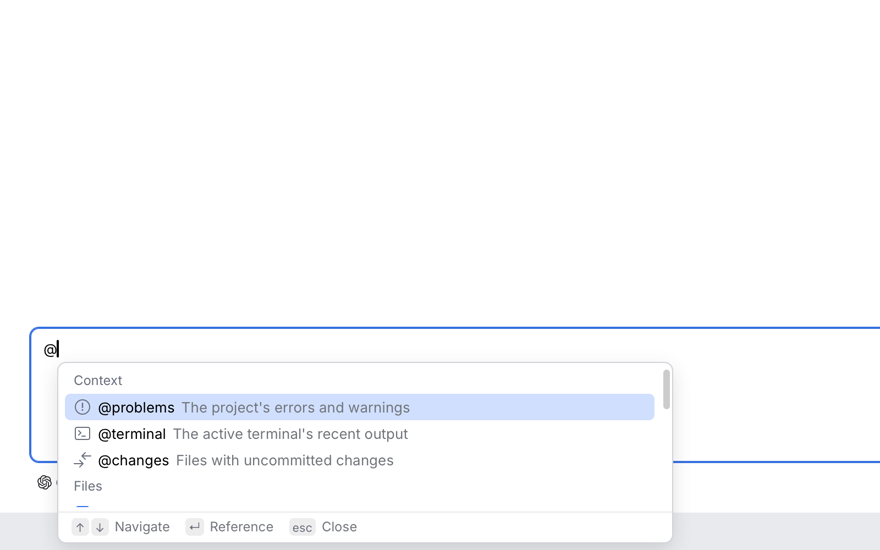 @
Context
@problems The project's errors and warnings
@terminal The active terminal's recent output
@changes Files with uncommitted changes
Files
↑ ↓ Navigate ↵ Reference esc Close